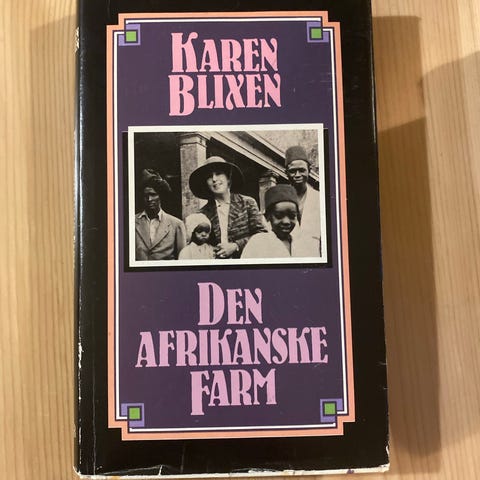 KAREN
BLIXEN
DEN
AFRIKANSKE
FARM